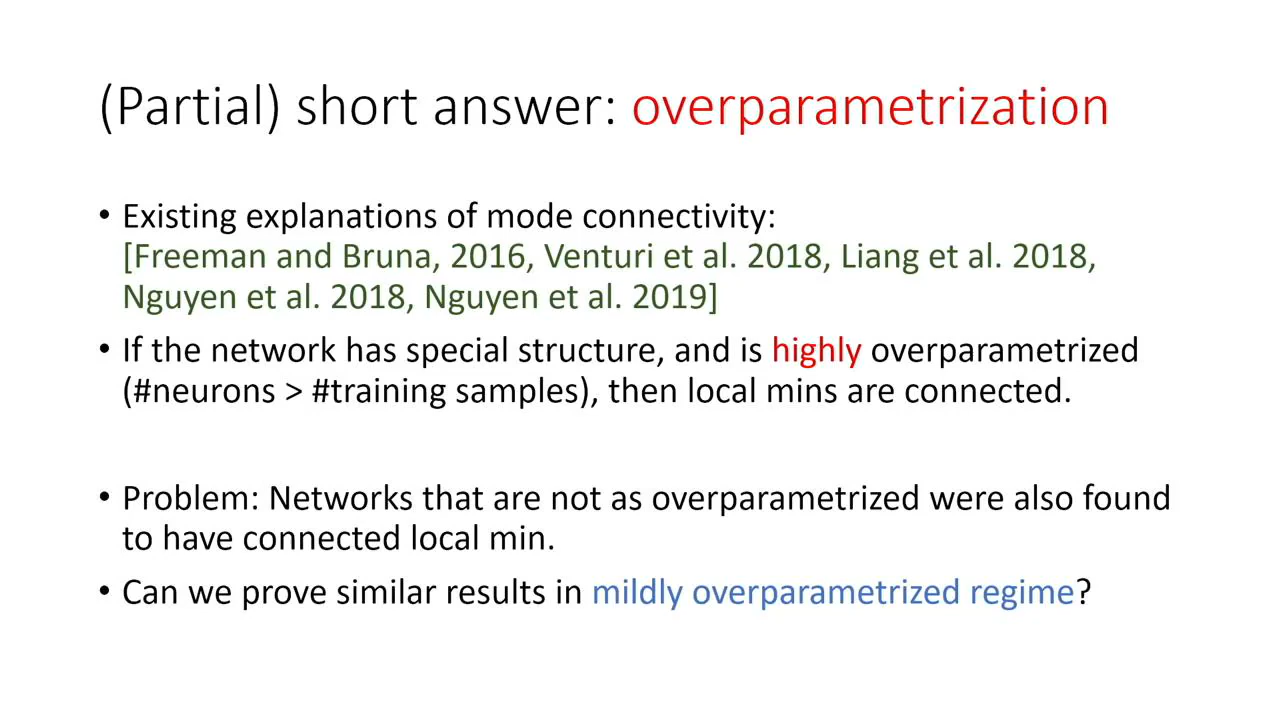 (Partial) short answer: overparametrization
• Existing explanations of mode connectivity:
[Freeman and Bruna, 2016, Venturi et al. 2018, Liang et al. 2018,
Nguyen et al. 2018, Nguyen et al. 2019]
• If the network has special structure, and is highly overparametrized
(#neurons > #training samples), then local mins are connected.
• Problem: Networks that are not as overparametrized were also found
to have connected local min.
• Can we prove similar results in mildly overparametrized regime?